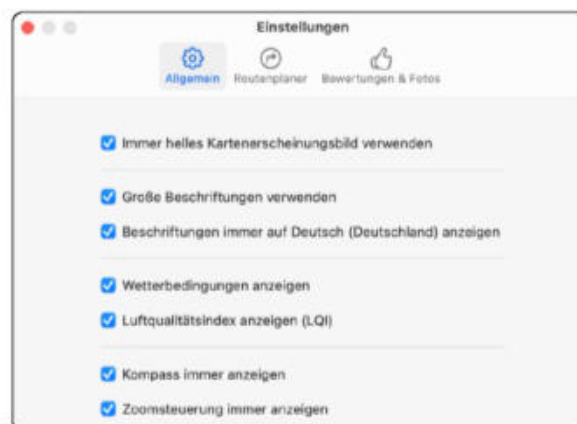 Einstellungen
Allgemein Routenplaner Bewertungen & Fotos
Immer helles Kartenerscheinungsbild verwenden
Große Beschriftungen verwenden
Beschriftungen immer auf Deutsch (Deutschland) anzeigen
Wetterbedingungen anzeigen
Luftqualitätsindex anzeigen (LQI)
Kompass immer anzeigen
Zoomsteuerung immer anzeigen